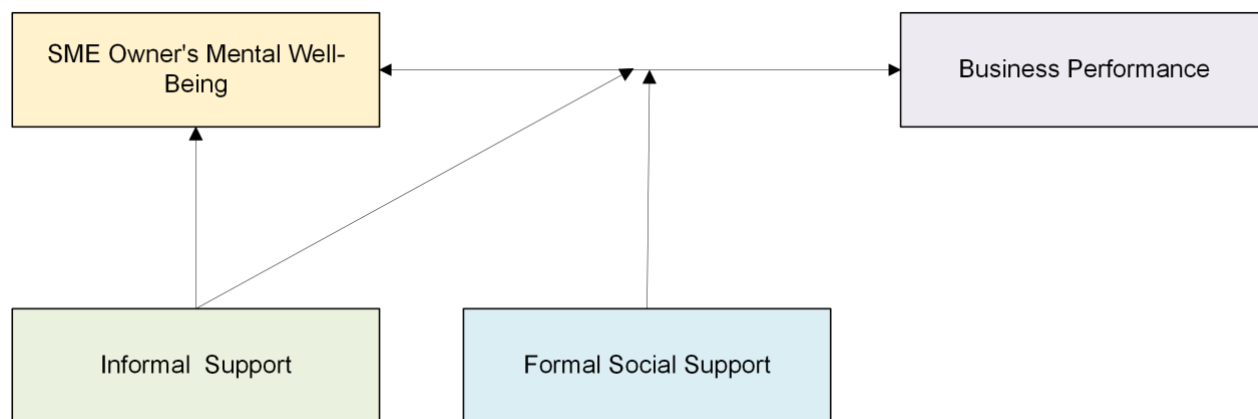 SME Owner's Mental Well-
Being
Business Performance
Informal  Support
Formal Social Support